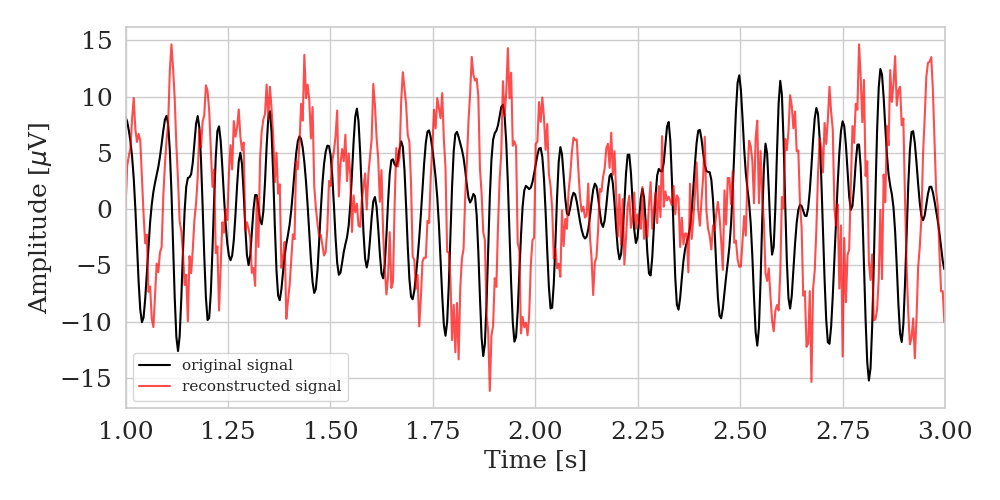 Amplitude [μV]
15
10
5
0
−5
−10
−15
original signal
reconstructed signal
1.00 1.25 1.50 1.75 2.00 2.25 2.50 2.75 3.00
Time [s]